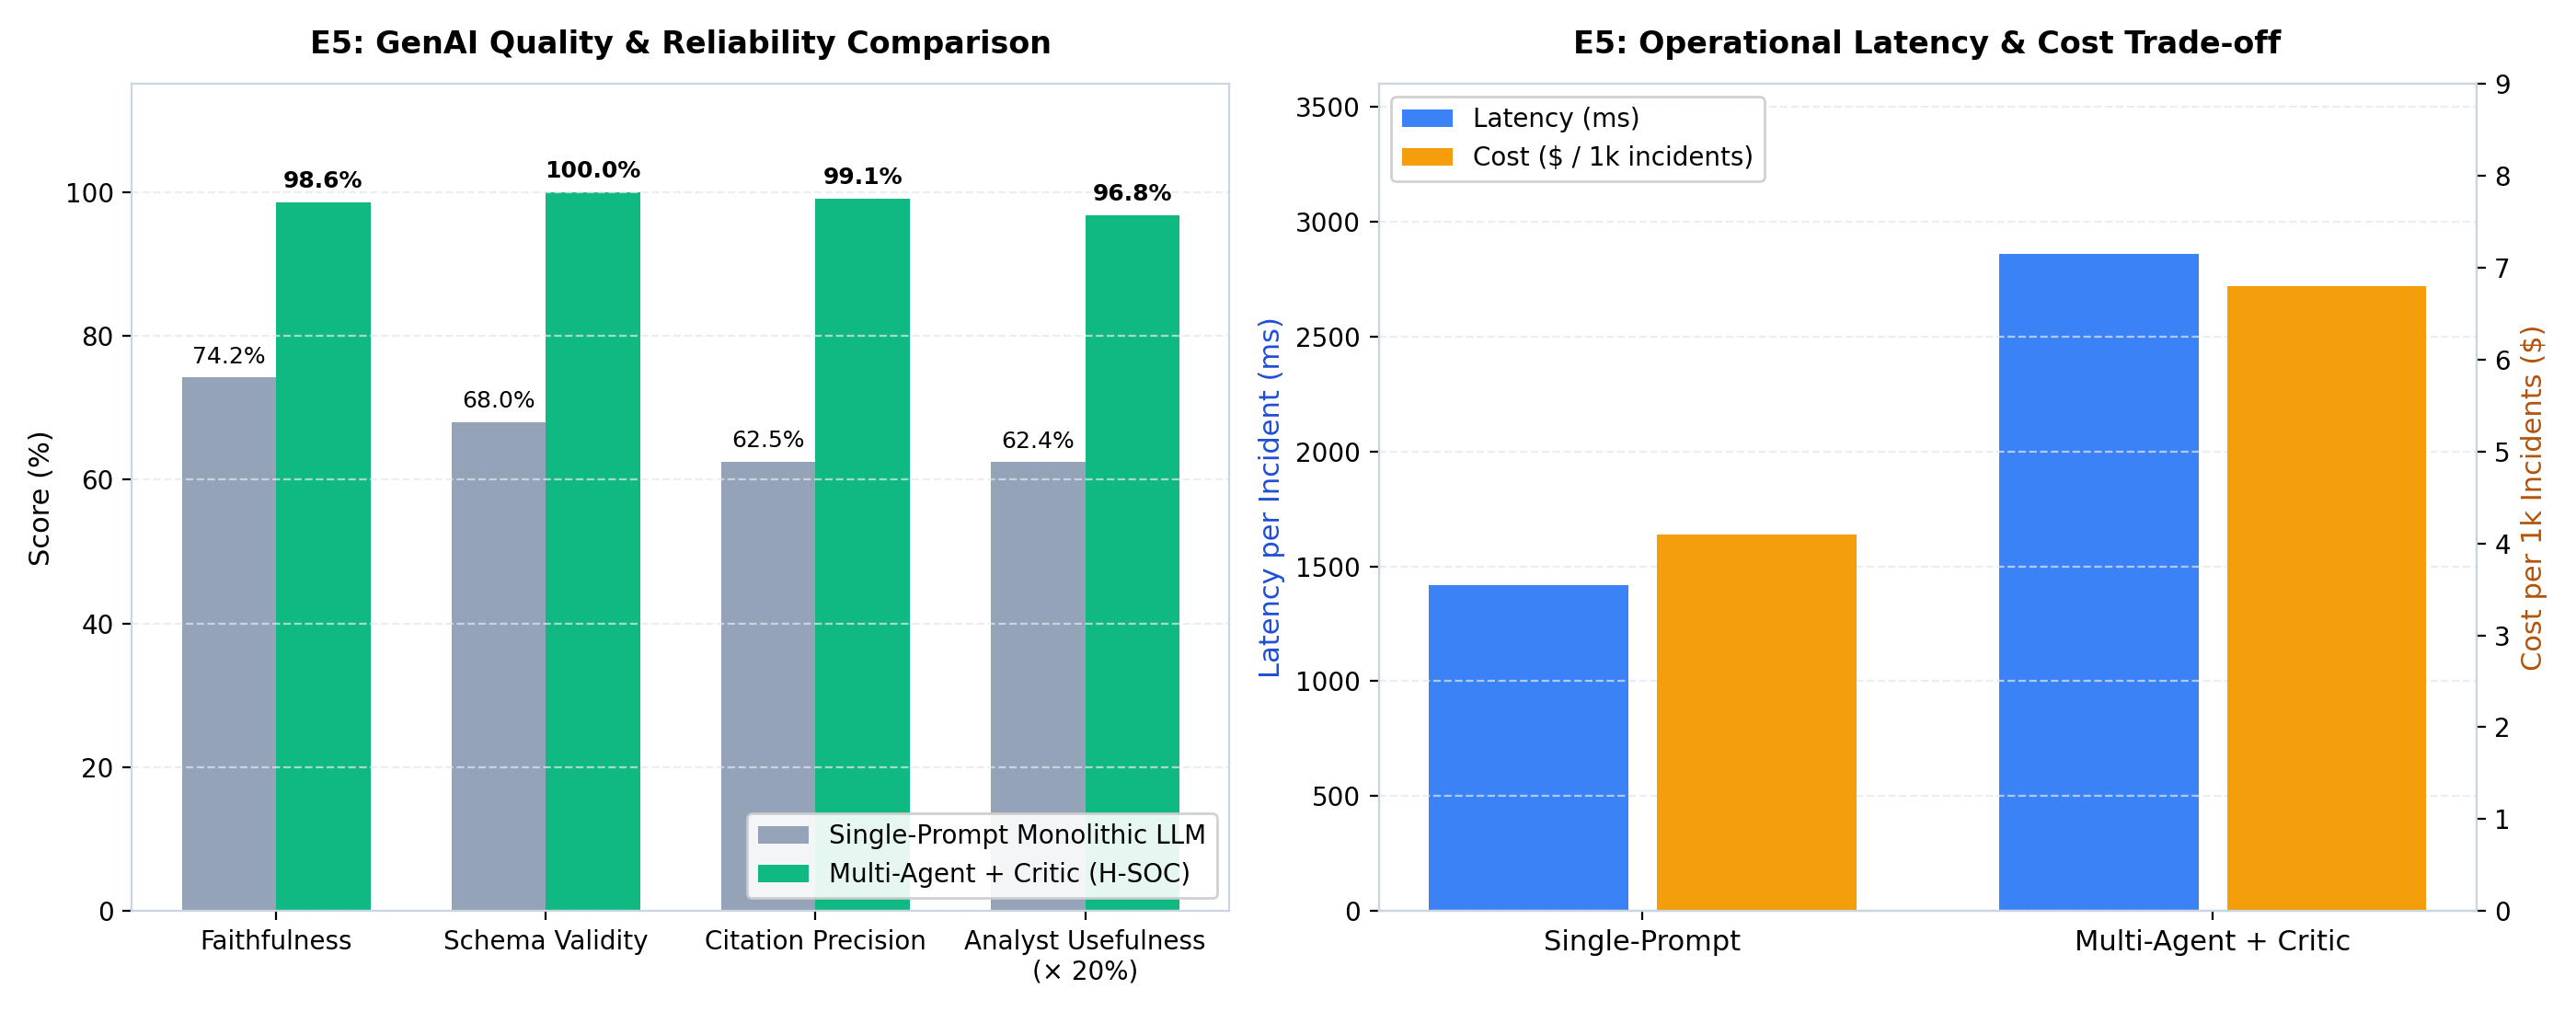 E5: GenAI Quality & Reliability Comparison
Score (%)
100
80
60
40
20
0
74.2%
98.6%
68.0%
100.0%
62.5%
99.1%
62.4%
96.8%
Single-Prompt Monolithic LLM
Multi-Agent + Critic (H-SOC)
Faithfulness
Schema Validity
Citation Precision
Analyst Usefulness
(× 20%)
E5: Operational Latency & Cost Trade-off
Latency per Incident (ms)
3500
3000
2500
2000
1500
1000
500
0
Latency (ms)
Cost ($ / 1k incidents)
Single-Prompt
Multi-Agent + Critic
9
8
7
6
5
4
3
2
1
0
Cost per 1k Incidents ($)